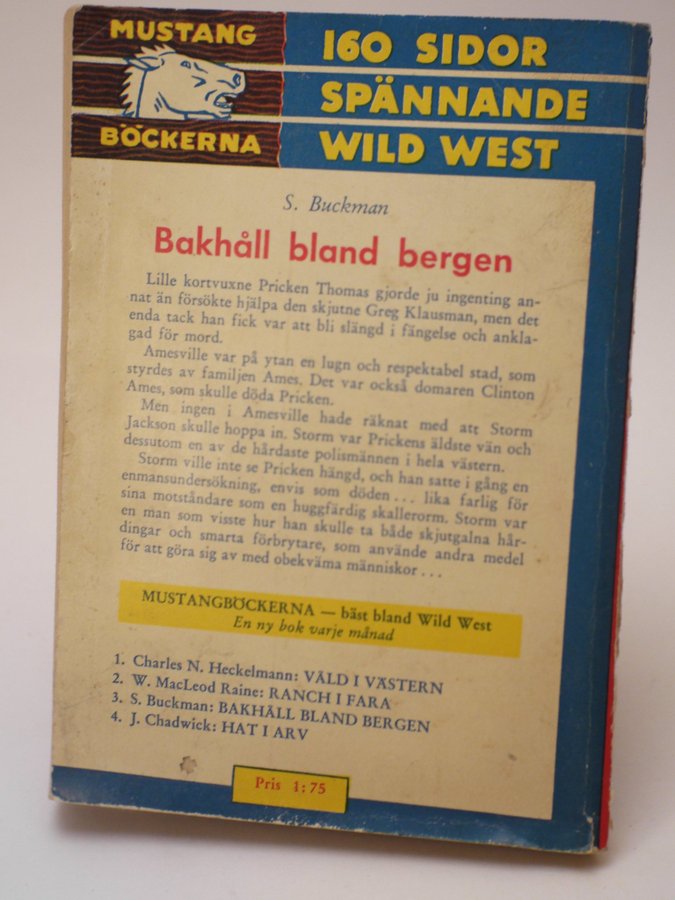 MUSTANG
BÖCKERNA
160 SIDOR
SPÄNNANDE
WILD WEST
S. Buckman
Bakhåll bland bergen
Lille kortvuxne Pricken Thomas gjorde ju ingenting an-
nat än försökte hjälpa den skjutne Greg Klausman, men det
enda tack han fick var att bli slängd i fängelse och ankla-
gad för mord.
Amesville var på ytan en lugn och respektabel stad, som
styrdes av familjen Ames. Det var också domaren Clinton
Ames, som skulle döda Pricken.
Men ingen i Amesville hade räknat med att Storm
Jackson skulle hoppa in. Storm var Prickens äldste vän och
dessutom en av de hårdaste polismännen i hela västern.
Storm ville inte se Pricken hängd, och han satte i gång en
enmansundersökning, envis som döden... lika farlig för
sina motståndare som en huggfärdig skallerorm. Storm var
en man som visste hur han skulle ta både skjutgalna hår-
dingar och smarta förbrytare, som använde andra medel
för att göra sig av med obekväma människor...
MUSTANGBÖCKERNA — bäst bland Wild West
En ny bok varje månad
1. Charles N. Heckelmann: VÅLD I VÄSTERN
2. W. MacLeod Raine: RANCH I FARA
3. S. Buckman: BAKHÅLL BLAND BERGEN
4. J. Chadwick: HAT I ARV
Pris 1:75